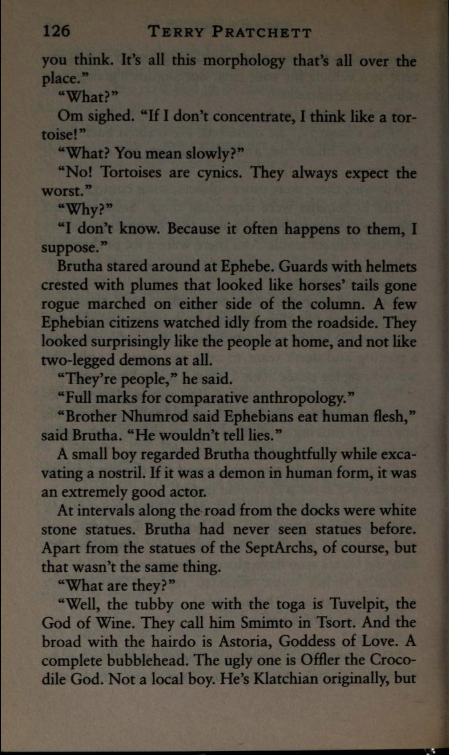 126 TERRY PRATCHETT
you think. It's all this morphology that's all over the
place."
"What?"
Om sighed. "If I don't concentrate, I think like a tor-
toise!"
"What? You mean slowly?"
"No! Tortoises are cynics. They always expect the
worst."
"Why?"
"I don't know. Because it often happens to them, I
suppose."
Brutha stared around at Ephebe. Guards with helmets
crested with plumes that looked like horses' tails gone
rogue marched on either side of the column. A few
Ephebian citizens watched idly from the roadside. They
looked surprisingly like the people at home, and not like
two-legged demons at all.
"They're people," he said.
"Full marks for comparative anthropology."
"Brother Nhumrod said Ephebians eat human flesh,"
said Brutha. "He wouldn't tell lies."
A small boy regarded Brutha thoughtfully while exca-
vating a nostril. If it was a demon in human form, it was
an extremely good actor.
At intervals along the road from the docks were white
stone statues. Brutha had never seen statues before.
Apart from the statues of the SeptArchs, of course, but
that wasn't the same thing.
"What are they?"
"Well, the tubby one with the toga is Tuvelpit, the
God of Wine. They call him Smimto in Tsort. And the
broad with the hairdo is Astoria, Goddess of Love. A
complete bubblehead. The ugly one is Offler the Croco-
dile God. Not a local boy. He's Klatchian originally, but